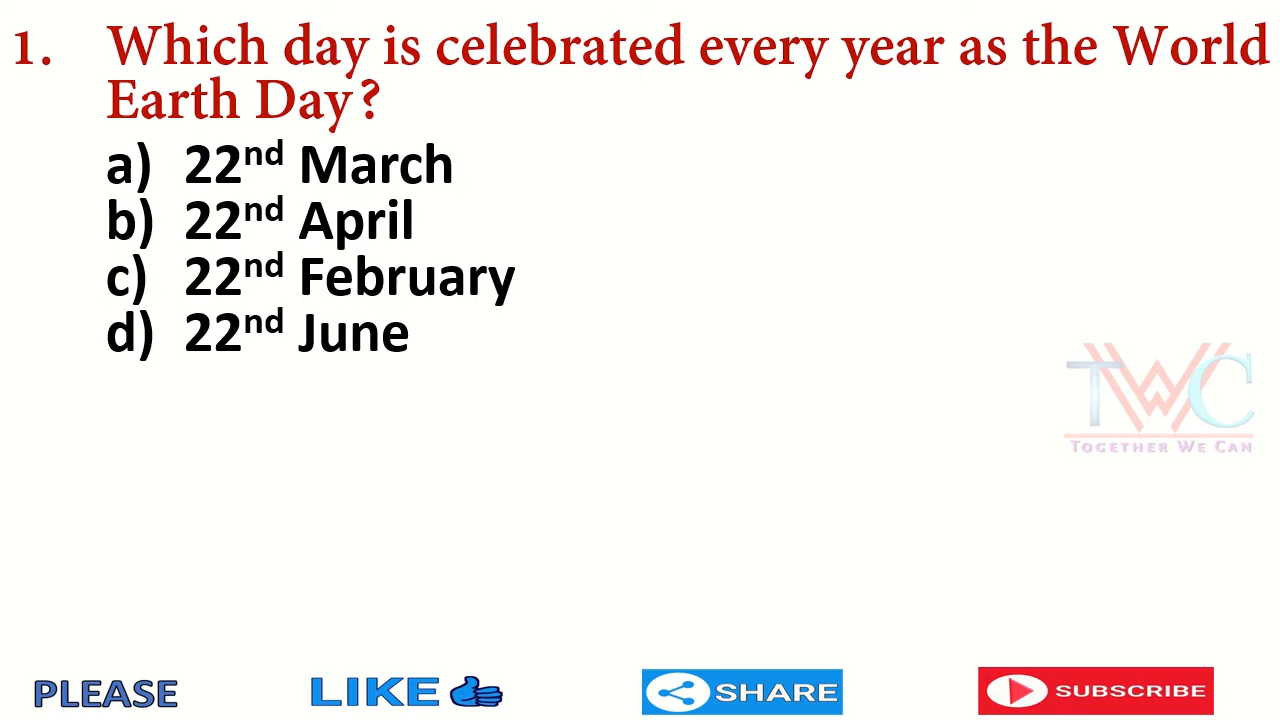 1. Which day is celebrated every year as the World
Earth Day?
a) 22nd March
b) 22nd April
c) 22nd February
d) 22nd June
TWC
TOGETHER WE CAN
PLEASE LIKE SHARE SUBSCRIBE